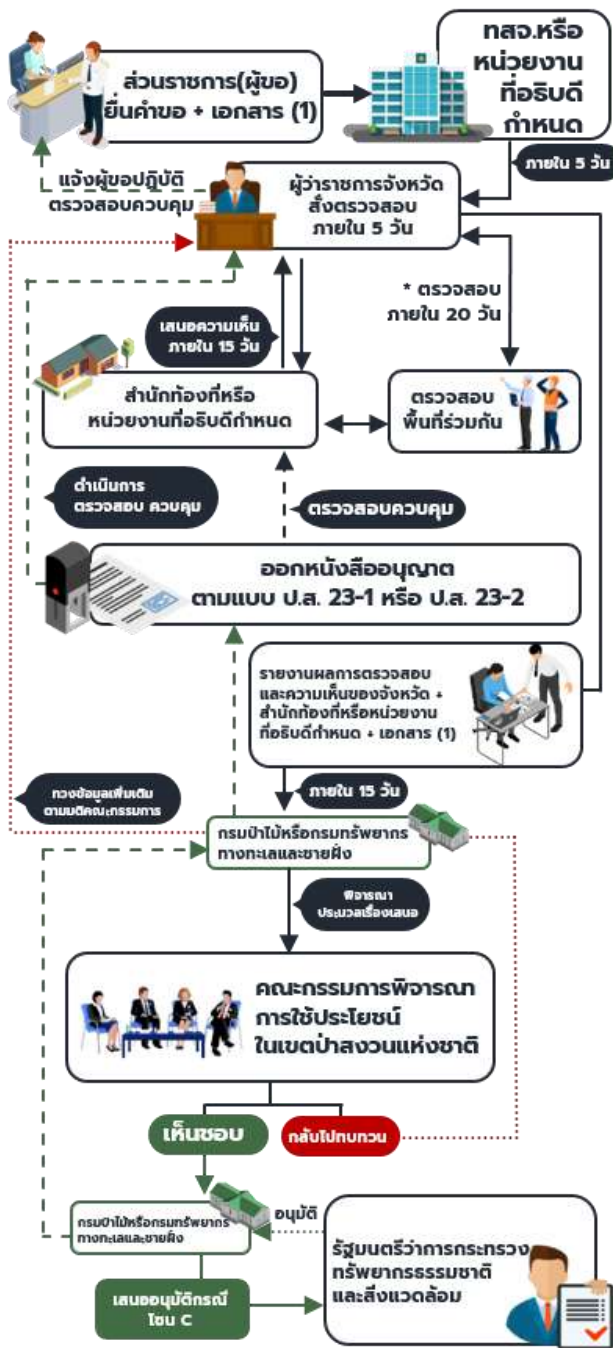 ส่วนราชการ(ผู้ขอ)
ยื่นคำขอ + เอกสาร (1)
ทสจ.หรือ
หน่วยงาน
ที่อธิบดี
กำหนด
ภายใน 5 วัน
แจ้งผู้ขอปฏิบัติ
ตรวจสอบควบคุม
ผู้ว่าราชการจังหวัด
สั่งตรวจสอบ
ภายใน 5 วัน
* ตรวจสอบ
ภายใน 20 วัน
เสนอความเห็น
ภายใน 15 วัน
สำนักท้องที่หรือ
หน่วยงานที่อธิบดีกำหนด
ตรวจสอบ
พื้นที่ร่วมกัน
ดำเนินการ
ตรวจสอบ ควบคุม
ตรวจสอบควบคุม
ออกหนังสืออนุญาต
ตามแบบ ป.ส. 23-1 หรือ ป.ส. 23-2
รายงานผลการตรวจสอบ
และความเห็นของจังหวัด +
สำนักท้องที่หรือหน่วยงาน
ที่อธิบดีกำหนด + เอกสาร (1)
ทวงข้อมูลเพิ่มเติม
ตามมติคณะกรรมการ
ภายใน 15 วัน
กรมป่าไม้หรือกรมทรัพยากร
ทางทะเลและชายฝั่ง
พิจารณา
ประมวลเรื่องเสนอ
คณะกรรมการพิจารณา
การใช้ประโยชน์
ในเขตป่าสงวนแห่งชาติ
เห็นชอบ
กลับไปทบทวน
กรมป่าไม้หรือกรมทรัพยากร
ทางทะเลและชายฝั่ง
อนุมัติ
รัฐมนตรีว่าการกระทรวง
ทรัพยากรธรรมชาติ
และสิ่งแวดล้อม
เสนออนุมัติกรณี
โซน C